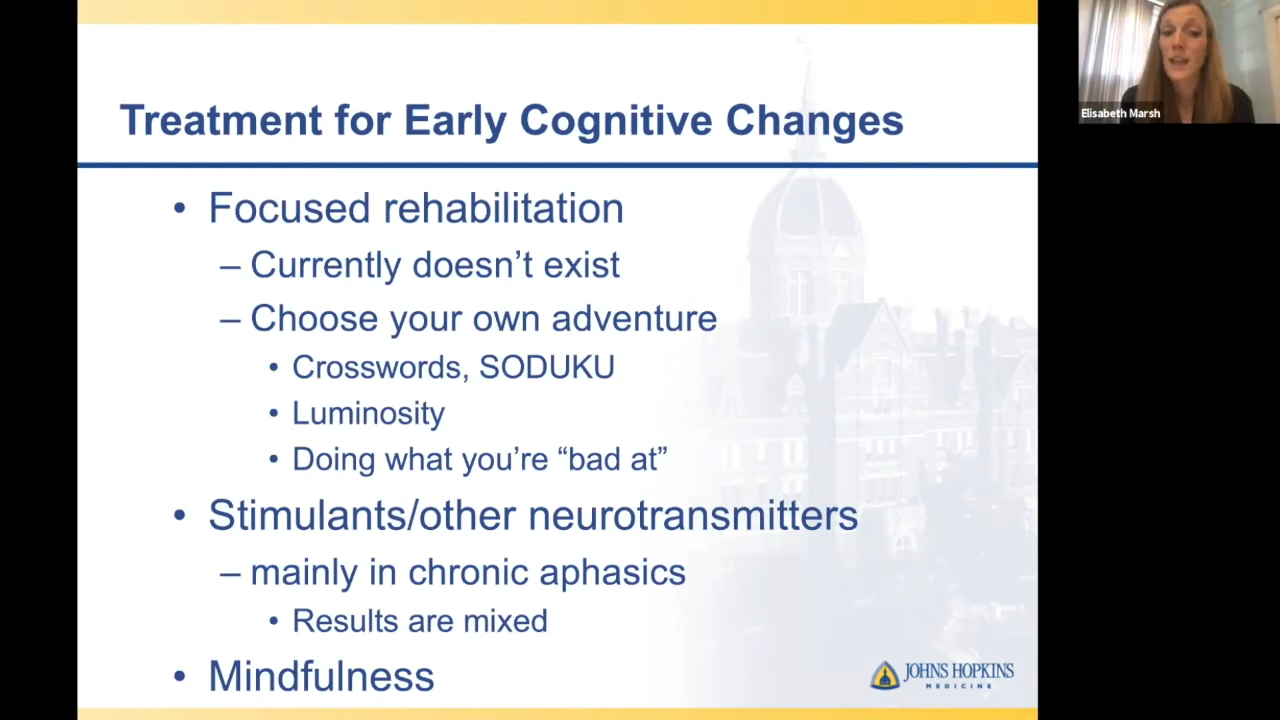 Treatment for Early Cognitive Changes
• Focused rehabilitation
– Currently doesn’t exist
– Choose your own adventure
• Crosswords, SODUKU
• Luminosity
• Doing what you’re “bad at”
• Stimulants/other neurotransmitters
– mainly in chronic aphasics
• Results are mixed
• Mindfulness
JOHNS HOPKINS
MEDICINE
Elisabeth Marsh